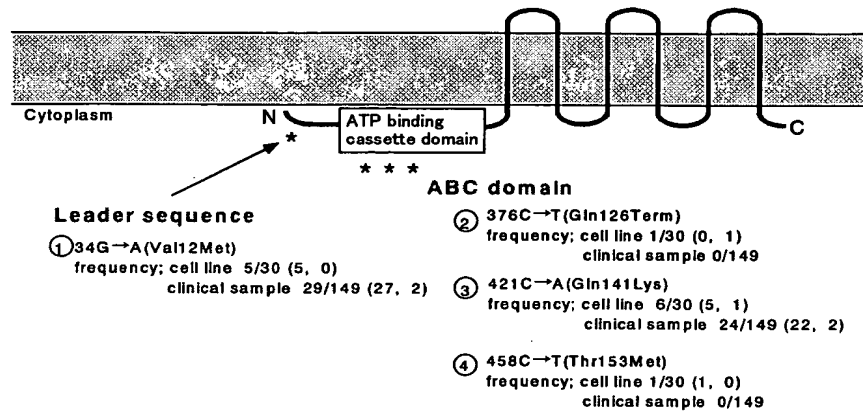 Cytoplasm
N
ATP binding
cassette domain
C
*
* * *
ABC domain
Leader sequence
① 34G→A(Val12Met)
frequency; cell line 5/30 (5, 0)
clinical sample 29/149 (27, 2)
② 376C→T(Gln126Term)
frequency; cell line 1/30 (0, 1)
clinical sample 0/149
③ 421C→A(Gln141Lys)
frequency; cell line 6/30 (5, 1)
clinical sample 24/149 (22, 2)
④ 458C→T(Thr153Met)
frequency; cell line 1/30 (1, 0)
clinical sample 0/149